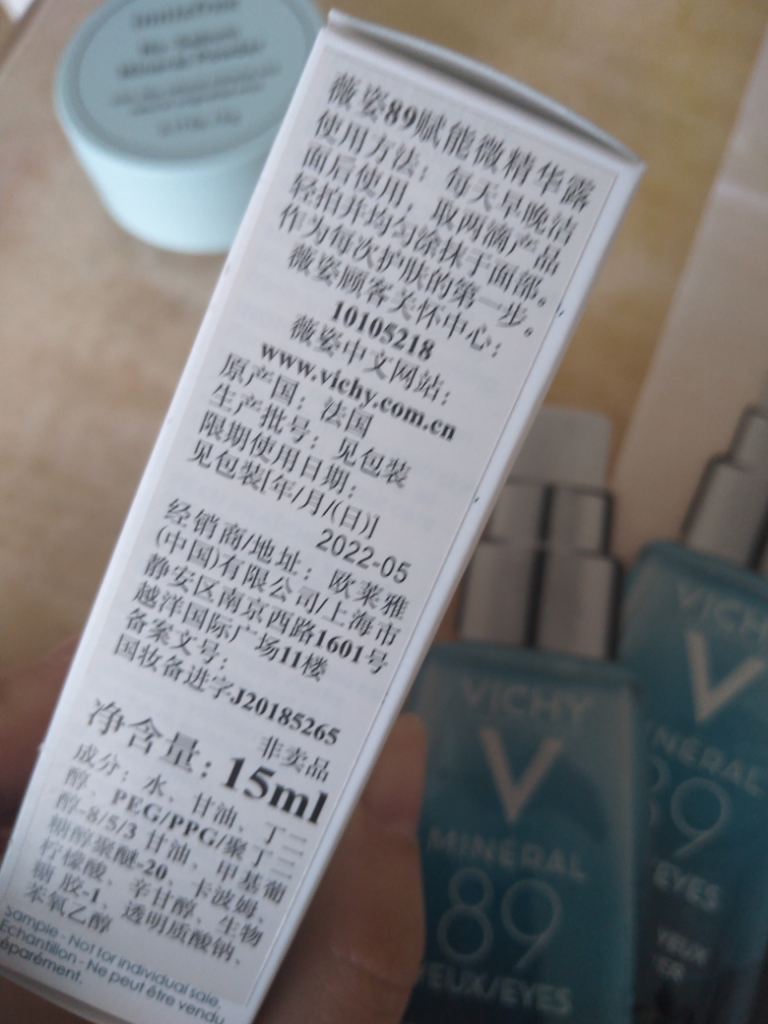 薇姿89赋能微精华露
使用方法：每天早晚洁
面后使用，取两滴产品
轻拍并均匀涂抹于面部。
作为每次护肤的第一步。
薇姿顾客关怀中心：
10105218
薇姿中文网站：
www.vichy.com.cn
原产国：法国
生产批号：见包装
限期使用日期：
见包装[年/月/(日)]
2022-05
经销商/地址：欧莱雅
(中国)有限公司/上海市
静安区南京西路1601号
越洋国际广场11楼
备案文号：
国妆备进字J20185265
非卖品
净含量：15ml
成分：水、甘油、丁二
醇、PEG/PPG/聚丁二
醇-8/5/3 甘油、甲基葡
糖醇聚醚-20、卡波姆、
柠檬酸、辛甘醇、生物
糖胶-1、透明质酸钠、
苯氧乙醇
Sample - Not for individual sale.
Echantillon - Ne peut être vendu
éparément.
innisfree
No Sebum
Mineral Powder
VICHY
V
MINÉRAL
89
YEUX/EYES
VICHY
V
MINÉRAL
89
/EYES
YEUX